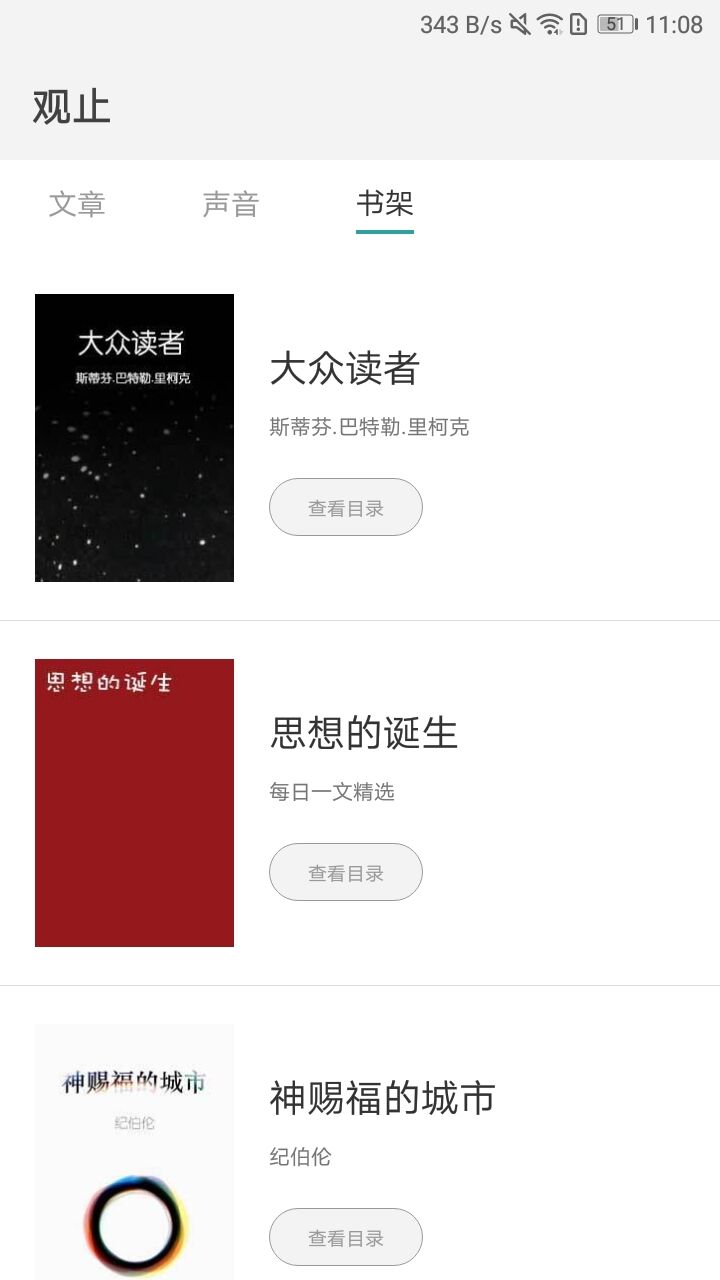 343 B/s 51 11:08
观止
文章 声音 书架
大众读者
斯蒂芬.巴特勒.里柯克
大众读者
斯蒂芬.巴特勒.里柯克
查看目录
思想的诞生
思想的诞生
每日一文精选
查看目录
神赐福的城市
纪伯伦
神赐福的城市
纪伯伦
查看目录